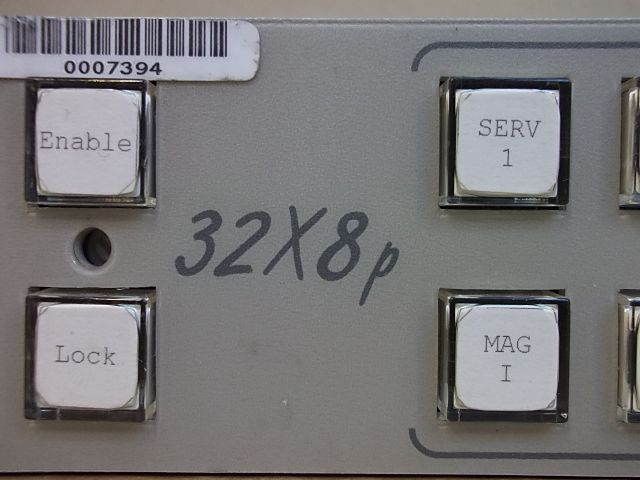 0007394
Enable
SERV
1
32X8p
Lock
MAG
I